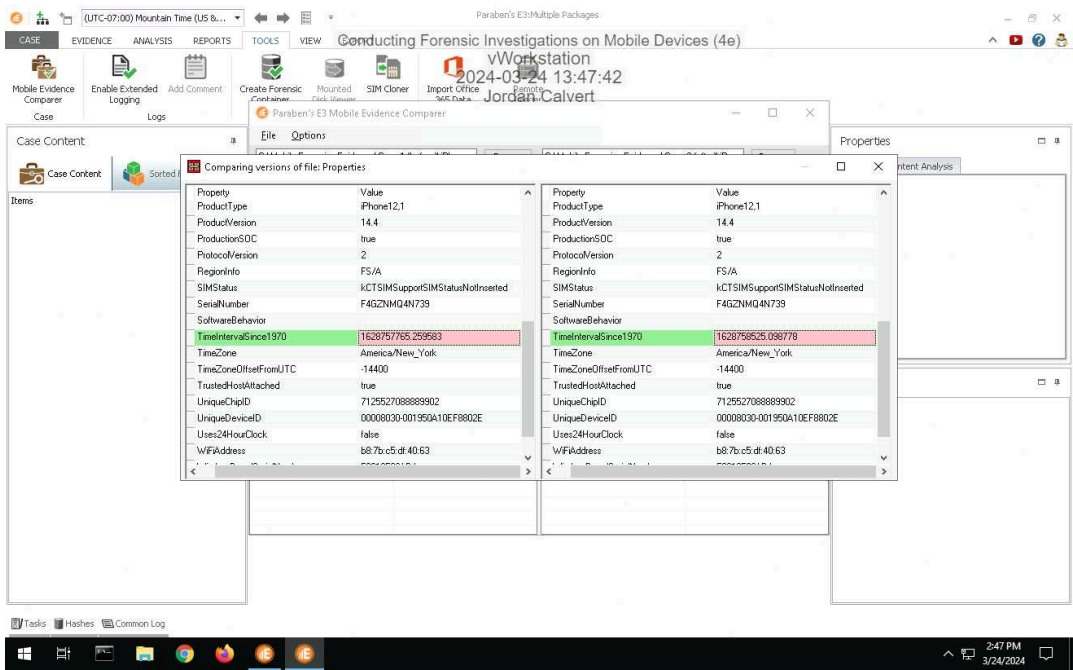 (UTC-07:00) Mountain Time (US &...
Paraben's E3:Multiple Packages
CASE EVIDENCE ANALYSIS REPORTS TOOLS VIEW
Conducting Forensic Investigations on Mobile Devices (4e)
vWorkstation
2024-03-24 13:47:42
Jordan Calvert
Mobile Evidence Comparer
Enable Extended Logging
Add Comment
Create Forensic Container
Mounted Disk Viewer
SIM Cloner
Import Office 365 Data
Remote
Case Logs
Paraben's E3 Mobile Evidence Comparer
File Options
Case Content
Properties
Case Content
Sorted
Content Analysis
Items
Comparing versions of file: Properties
Property Value Property Value
ProductType iPhone12,1 ProductType iPhone12,1
ProductVersion 14.4 ProductVersion 14.4
ProductionSOC true ProductionSOC true
ProtocolVersion 2 ProtocolVersion 2
RegionInfo FS/A RegionInfo FS/A
SIMStatus kCTSIMSupportSIMStatusNotInserted SIMStatus kCTSIMSupportSIMStatusNotInserted
SerialNumber F4GZNMQ4N739 SerialNumber F4GZNMQ4N739
SoftwareBehavior SoftwareBehavior
TimeIntervalSince1970 1628757765.259583 TimeIntervalSince1970 1628758525.098778
TimeZone America/New_York TimeZone America/New_York
TimeZoneOffsetFromUTC -14400 TimeZoneOffsetFromUTC -14400
TrustedHostAttached true TrustedHostAttached true
UniqueChipID 7125527088889902 UniqueChipID 7125527088889902
UniqueDeviceID 00008030-001950A10EF8802E UniqueDeviceID 00008030-001950A10EF8802E
Uses24HourClock false Uses24HourClock false
WiFiAddress b8:7b:c5:df:40:63 WiFiAddress b8:7b:c5:df:40:63
Tasks Hashes Common Log
2:47 PM
3/24/2024